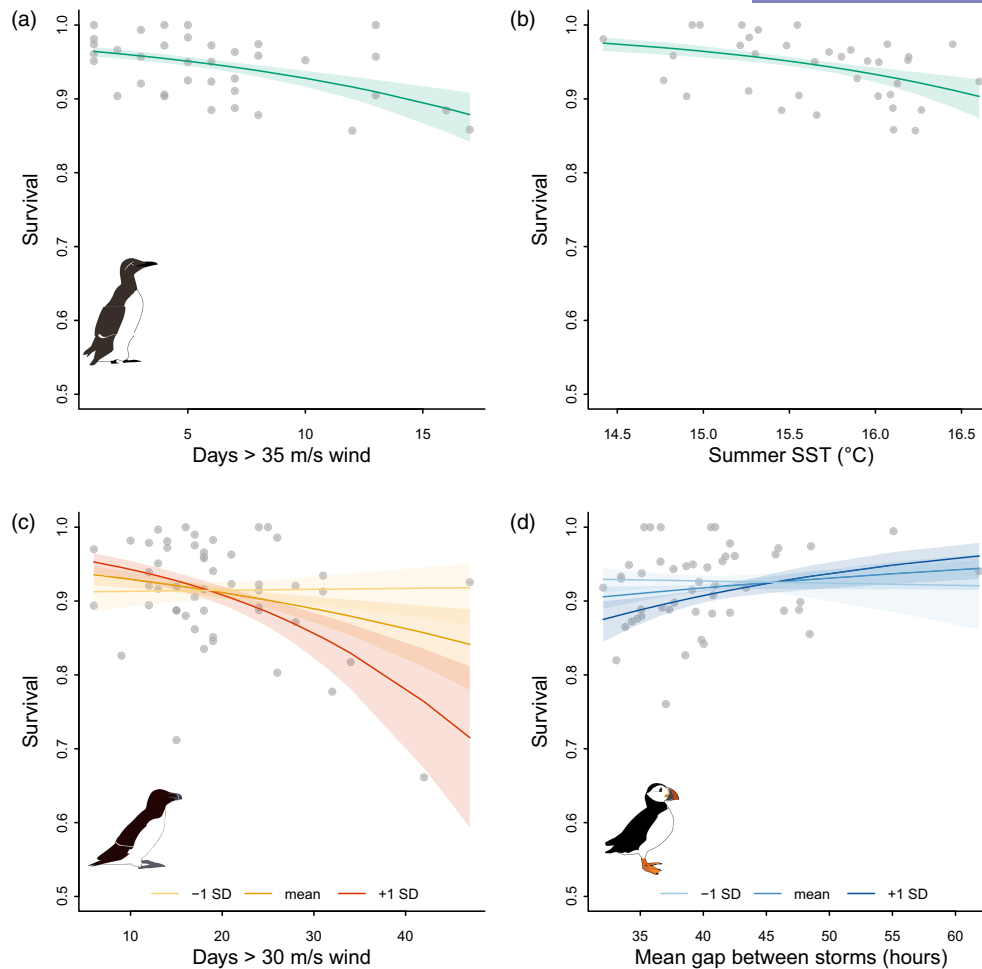 (a)
Survival
1.0
0.9
0.8
0.7
0.6
0.5
5
10
15
Days > 35 m/s wind
(b)
Survival
1.0
0.9
0.8
0.7
0.6
0.5
14.5
15.0
15.5
16.0
16.5
Summer SST (°C)
(c)
Survival
1.0
0.9
0.8
0.7
0.6
0.5
−1 SD
mean
+1 SD
10
20
30
40
Days > 30 m/s wind
(d)
Survival
1.0
0.9
0.8
0.7
0.6
0.5
−1 SD
mean
+1 SD
35
40
45
50
55
60
Mean gap between storms (hours)